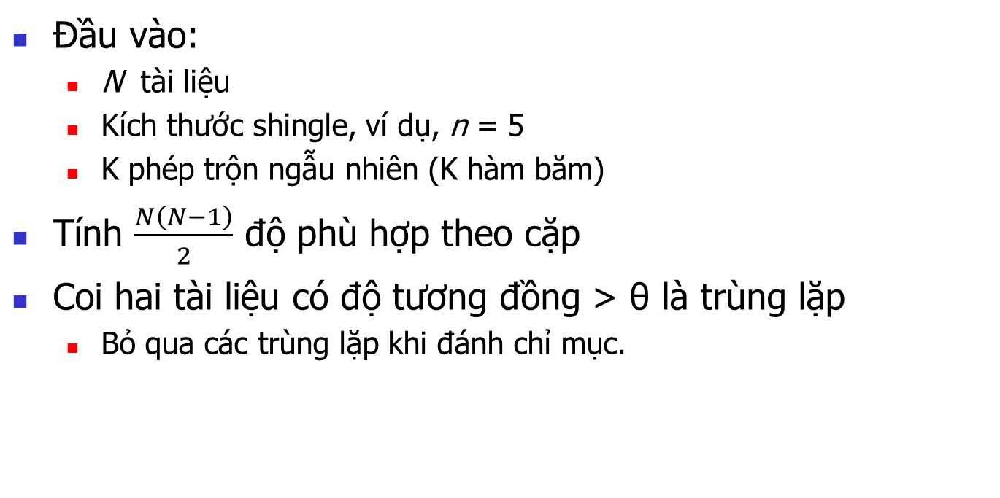 Đầu vào:
N tài liệu
Kích thước shingle, ví dụ, n = 5
K phép trộn ngẫu nhiên (K hàm băm)
Tính N(N−1)/2 độ phù hợp theo cặp
Coi hai tài liệu có độ tương đồng > θ là trùng lặp
Bỏ qua các trùng lặp khi đánh chỉ mục.